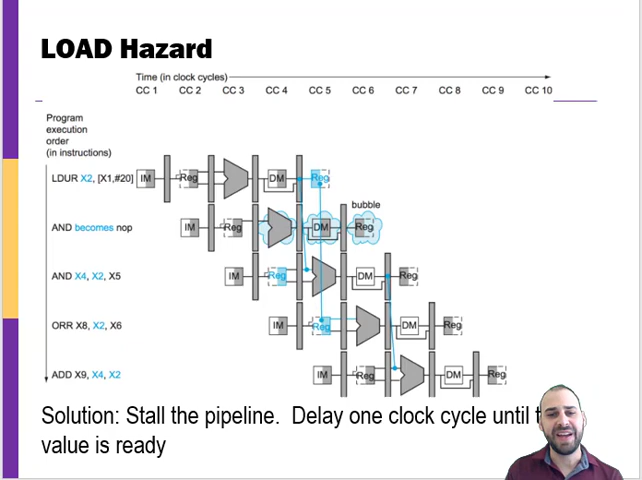 LOAD Hazard
Time (in clock cycles)
CC 1 CC 2 CC 3 CC 4 CC 5 CC 6 CC 7 CC 8 CC 9 CC 10
Program
execution
order
(in instructions)
LDUR X2, [X1,#20] IM Reg DM Reg
bubble
AND becomes nop IM Reg DM Reg
AND X4, X2, X5 IM Reg DM Reg
ORR X8, X2, X6 IM Reg DM Reg
ADD X9, X4, X2 IM Reg DM Reg
Solution: Stall the pipeline. Delay one clock cycle until
value is ready